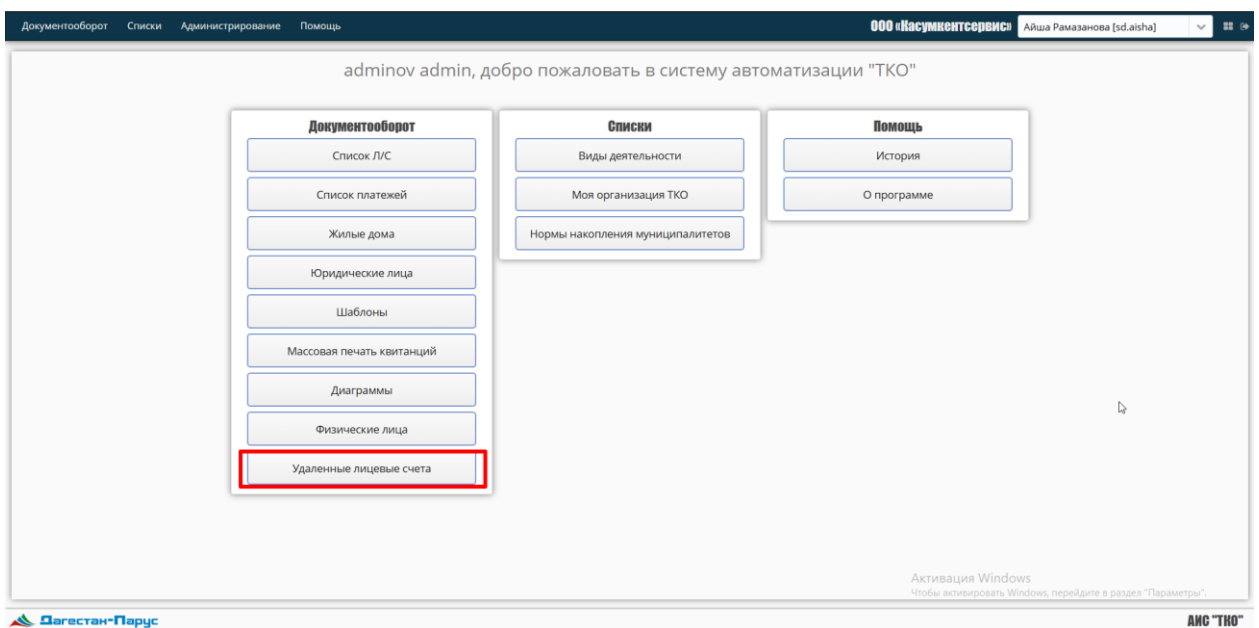 Документооборот Списки Администрирование Помощь ООО «Касумкентсервис» Айша Рамазанова [sd.aisha]
adminov admin, добро пожаловать в систему автоматизации "ТКО"
Документооборот
Список Л/С
Список платежей
Жилые дома
Юридические лица
Шаблоны
Массовая печать квитанций
Диаграммы
Физические лица
Удаленные лицевые счета
Списки
Виды деятельности
Моя организация ТКО
Нормы накопления муниципалитетов
Помощь
История
О программе
Активация Windows
Чтобы активировать Windows, перейдите в раздел "Параметры".
Дагестан-Парус АИС "ТКО"